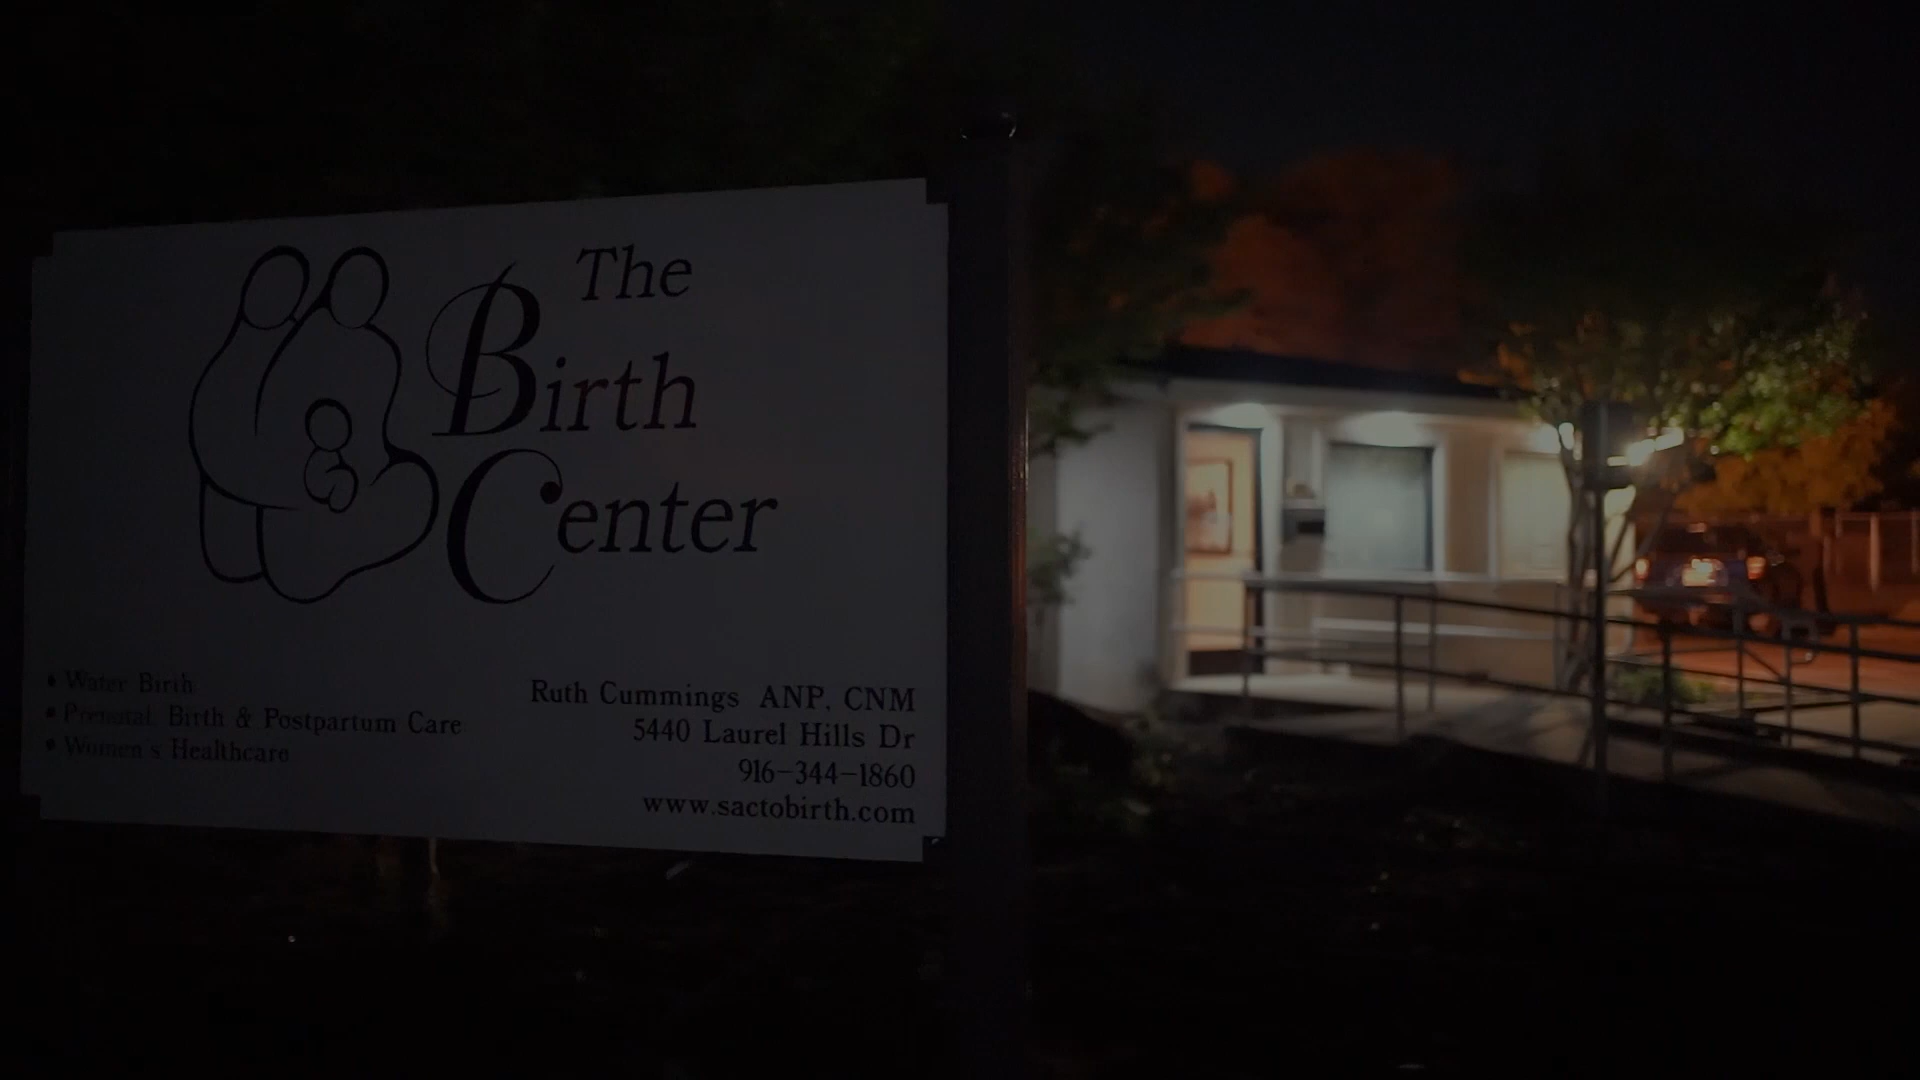 The
Birth
Center
• Water Birth
• Prenatal, Birth & Postpartum Care
• Women's Healthcare
Ruth Cummings ANP, CNM
5440 Laurel Hills Dr
916-344-1860
www.sactobirth.com